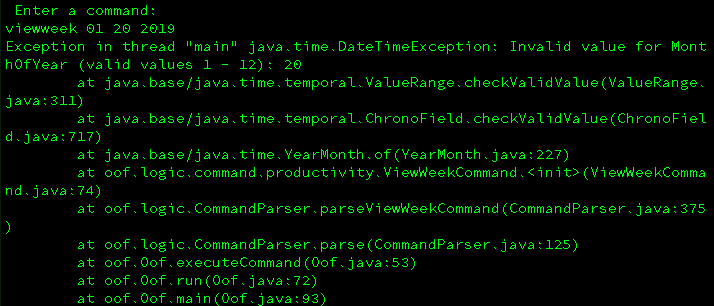 Enter a command:
viewweek 01 20 2019
Exception in thread "main" java.time.DateTimeException: Invalid value for Mont
hOfYear (valid values 1 - 12): 20
at java.base/java.time.temporal.ValueRange.checkValidValue(ValueRange.
java:311)
at java.base/java.time.temporal.ChronoField.checkValidValue(ChronoFiel
d.java:717)
at java.base/java.time.YearMonth.of(YearMonth.java:227)
at oof.logic.command.productivity.ViewWeekCommand.<init>(ViewWeekComma
nd.java:74)
at oof.logic.CommandParser.parseViewWeekCommand(CommandParser.java:375
)
at oof.logic.CommandParser.parse(CommandParser.java:125)
at oof.Oof.executeCommand(Oof.java:53)
at oof.Oof.run(Oof.java:72)
at oof.Oof.main(Oof.java:93)